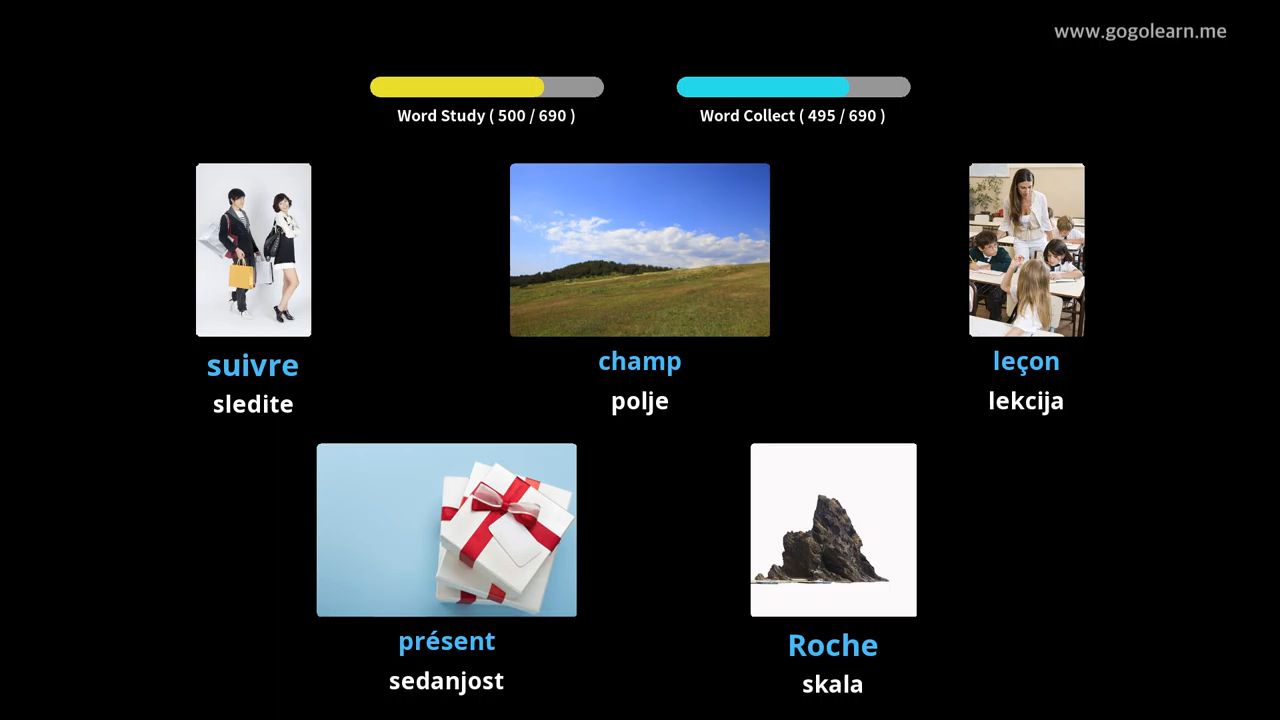 www.gogolearn.me
Word Study ( 500 / 690 )
Word Collect ( 495 / 690 )
suivre
sledite
champ
polje
leçon
lekcija
présent
sedanjost
Roche
skala